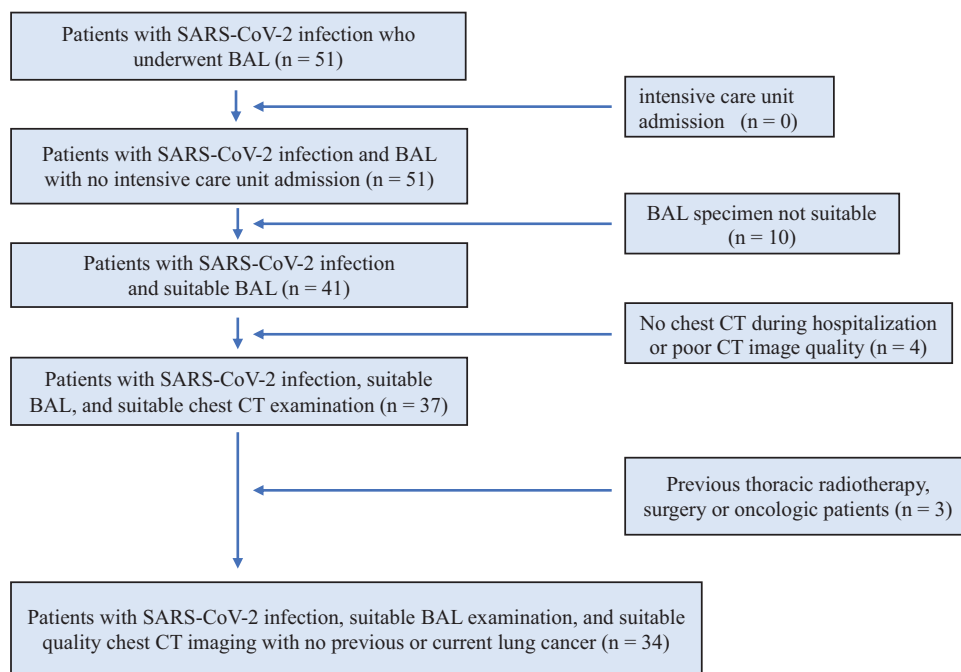 Patients with SARS-CoV-2 infection who
underwent BAL (n = 51)
intensive care unit
admission (n = 0)
Patients with SARS-CoV-2 infection and BAL
with no intensive care unit admission (n = 51)
BAL specimen not suitable
(n = 10)
Patients with SARS-CoV-2 infection
and suitable BAL (n = 41)
No chest CT during hospitalization
or poor CT image quality (n = 4)
Patients with SARS-CoV-2 infection, suitable
BAL, and suitable chest CT examination (n = 37)
Previous thoracic radiotherapy,
surgery or oncologic patients (n = 3)
Patients with SARS-CoV-2 infection, suitable BAL examination, and suitable
quality chest CT imaging with no previous or current lung cancer (n = 34)